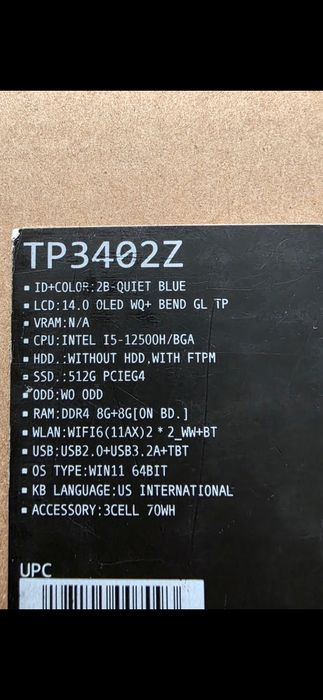 TP3402Z
▪ ID+COLOR:2B-QUIET BLUE
▪ LCD:14.0 OLED WQ+ BEND GL TP
▪ VRAM:N/A
▪ CPU:INTEL I5-12500H/BGA
▪ HDD.:WITHOUT HDD,WITH FTPM
▪ SSD.:512G PCIEG4
▪ ODD:WO ODD
▪ RAM:DDR4 8G+8G[ON BD.]
▪ WLAN:WIFI6(11AX)2*2_WW+BT
▪ USB:USB2.0+USB3.2A+TBT
▪ OS TYPE:WIN11 64BIT
▪ KB LANGUAGE:US INTERNATIONAL
▪ ACCESSORY:3CELL 70WH
UPC